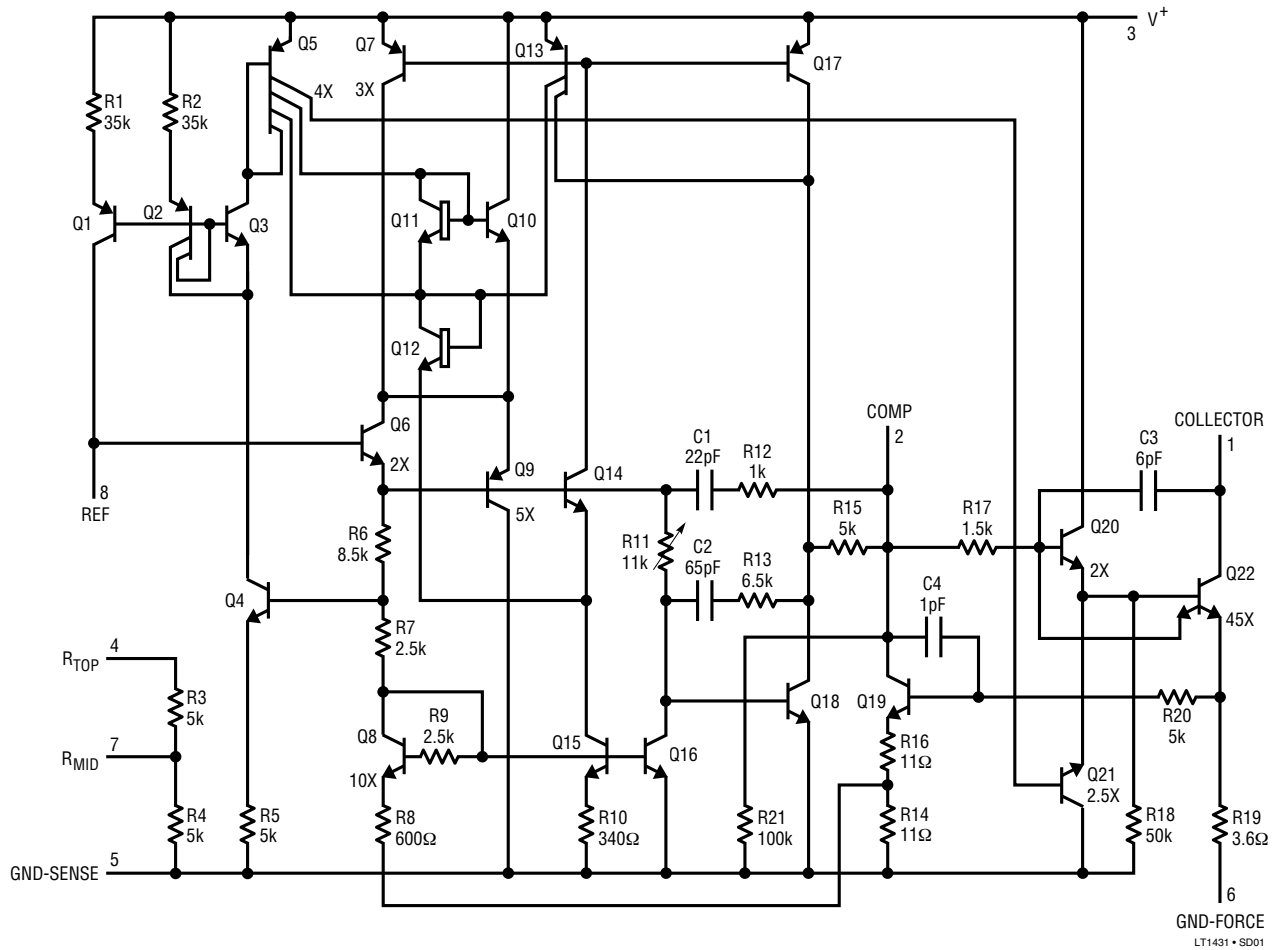 V+
3
Q5
Q7
Q13
Q17
4X
3X
R1
35k
R2
35k
Q1
Q2
Q3
Q11
Q10
Q12
Q6
2X
8
REF
Q9
5X
Q14
C1
22pF
R12
1k
COMP
2
COLLECTOR
1
C3
6pF
R6
8.5k
R11
11k
C2
65pF
R13
6.5k
R15
5k
R17
1.5k
Q20
2X
Q22
45X
Q4
R7
2.5k
C4
1pF
4
RTOP
R3
5k
7
RMID
R4
5k
R5
5k
Q8
10X
R9
2.5k
Q15
Q16
Q18
Q19
R20
5k
R16
11Ω
Q21
2.5X
R8
600Ω
R10
340Ω
R21
100k
R14
11Ω
R18
50k
R19
3.6Ω
GND-SENSE
5
6
GND-FORCE
LT1431 • SD01